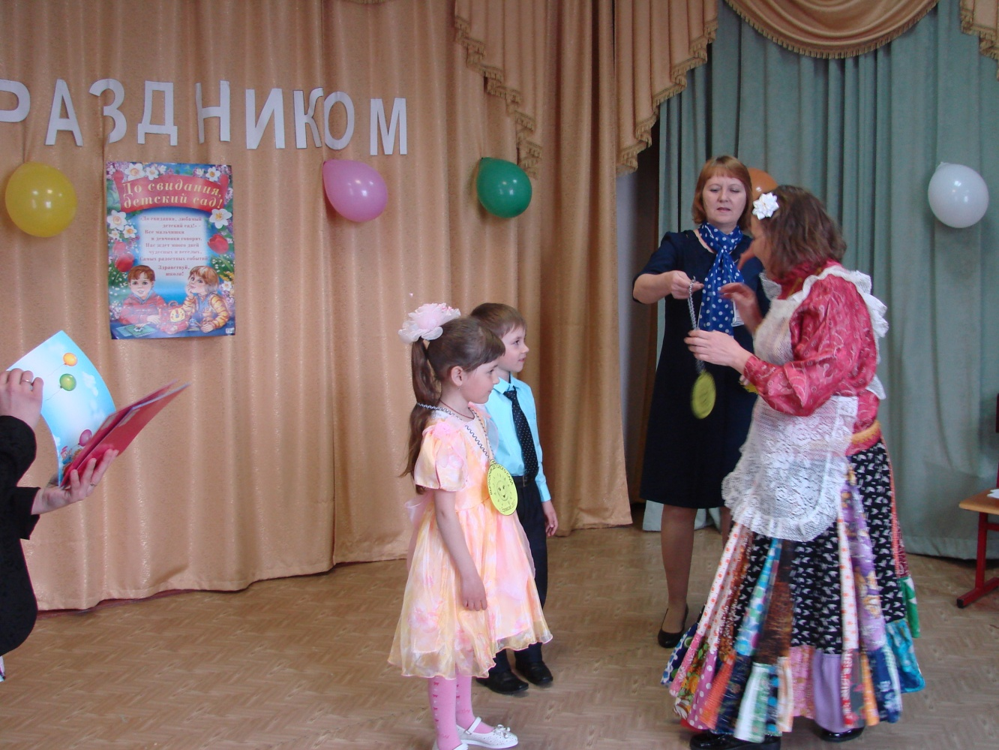 РАЗДНИКОМ
До свидания,
детский сад!
"До свидания, любимый
детский сад!"-
Все мальчишки
и девчонки говорят.
Нас ждет много дней
чудесных и веселых,
Самых радостных событий
Здравствуй,
школа!